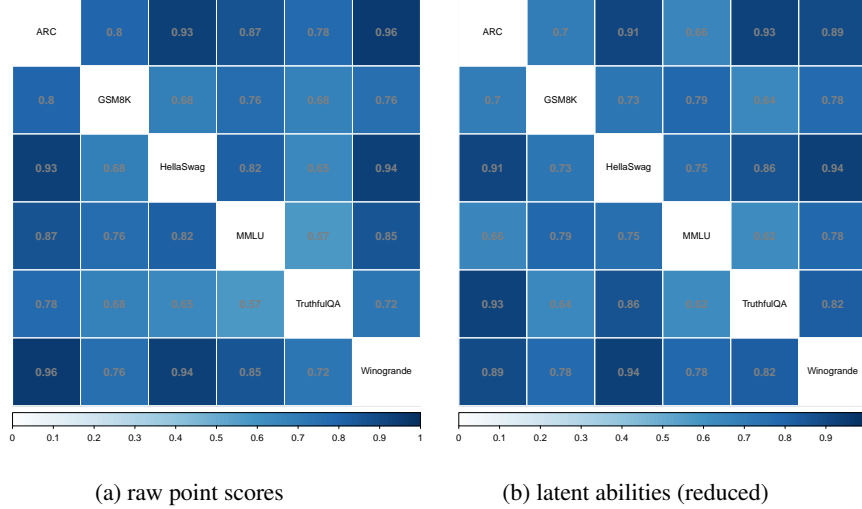 ARC 0.8 0.93 0.87 0.78 0.96
0.8 GSM8K 0.68 0.76 0.68 0.76
0.93 0.68 HellaSwag 0.82 0.65 0.94
0.87 0.76 0.82 MMLU 0.57 0.85
0.78 0.68 0.65 0.57 TruthfulQA 0.72
0.96 0.76 0.94 0.85 0.72 Winogrande
0 0.1 0.2 0.3 0.4 0.5 0.6 0.7 0.8 0.9 1
(a) raw point scores
ARC 0.7 0.91 0.66 0.93 0.89
0.7 GSM8K 0.73 0.79 0.64 0.78
0.91 0.73 HellaSwag 0.75 0.86 0.94
0.66 0.79 0.75 MMLU 0.78
0.93 0.64 0.86 TruthfulQA 0.82
0.89 0.78 0.94 0.78 0.82 Winogrande
0 0.1 0.2 0.3 0.4 0.5 0.6 0.7 0.8 0.9
(b) latent abilities (reduced)